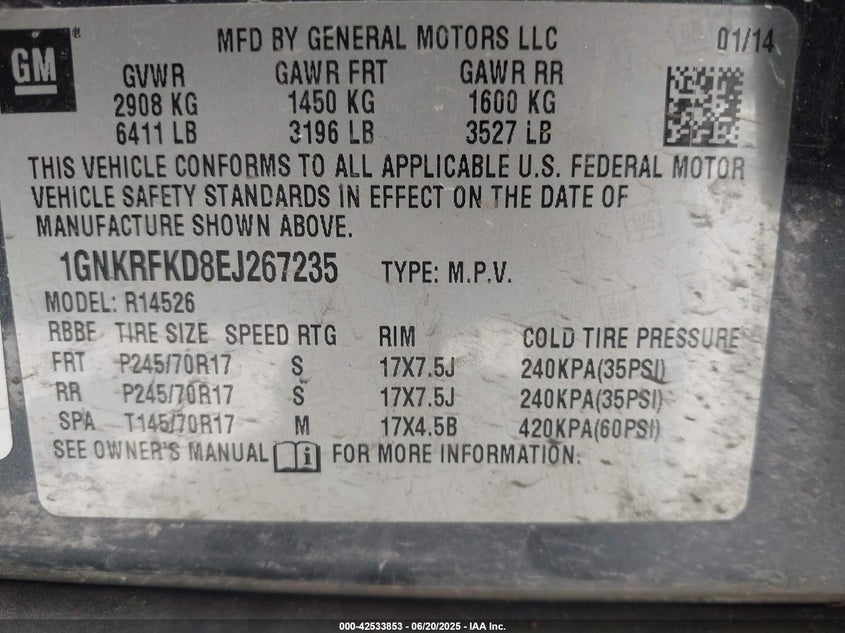 GM ®
MFD BY GENERAL MOTORS LLC 01/14
GVWR GAWR FRT GAWR RR
2908 KG 1450 KG 1600 KG
6411 LB 3196 LB 3527 LB
THIS VEHICLE CONFORMS TO ALL APPLICABLE U.S. FEDERAL MOTOR
VEHICLE SAFETY STANDARDS IN EFFECT ON THE DATE OF
MANUFACTURE SHOWN ABOVE.
1GNKRFKD8EJ267235 TYPE: M.P.V.
MODEL: R14526
RBBF TIRE SIZE SPEED RTG RIM COLD TIRE PRESSURE
FRT P245/70R17 S 17X7.5J 240KPA(35PSI)
RR P245/70R17 S 17X7.5J 240KPA(35PSI)
SPA T145/70R17 M 17X4.5B 420KPA(60PSI)
SEE OWNER'S MANUAL i FOR MORE INFORMATION.
000-42533853 - 06/20/2025 - IAA Inc.